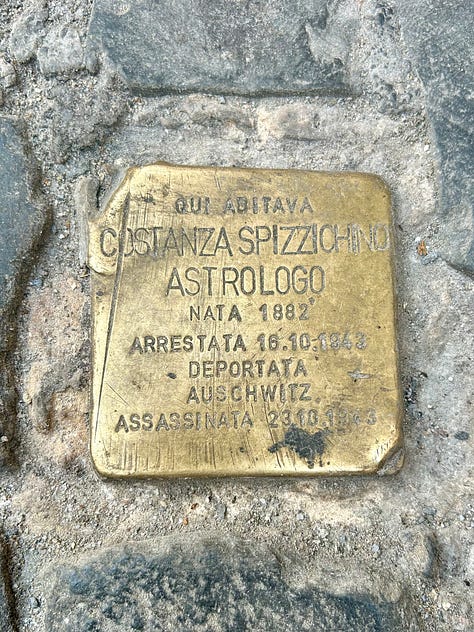 QUI ABITAVA
COSTANZA SPIZZICHINO
ASTROLOGO
NATA 1882
ARRESTATA 16.10.1943
DEPORTATA
AUSCHWITZ
ASSASSINATA 23.10.1943